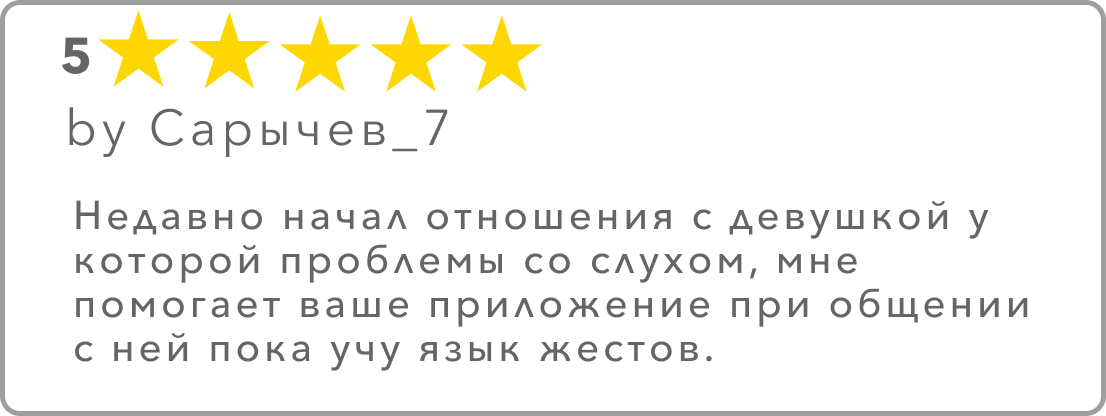 5
by Сарычев_7
Недавно начал отношения с девушкой у
которой проблемы со слухом, мне
помогает ваше приложение при общении
с ней пока учу язык жестов.